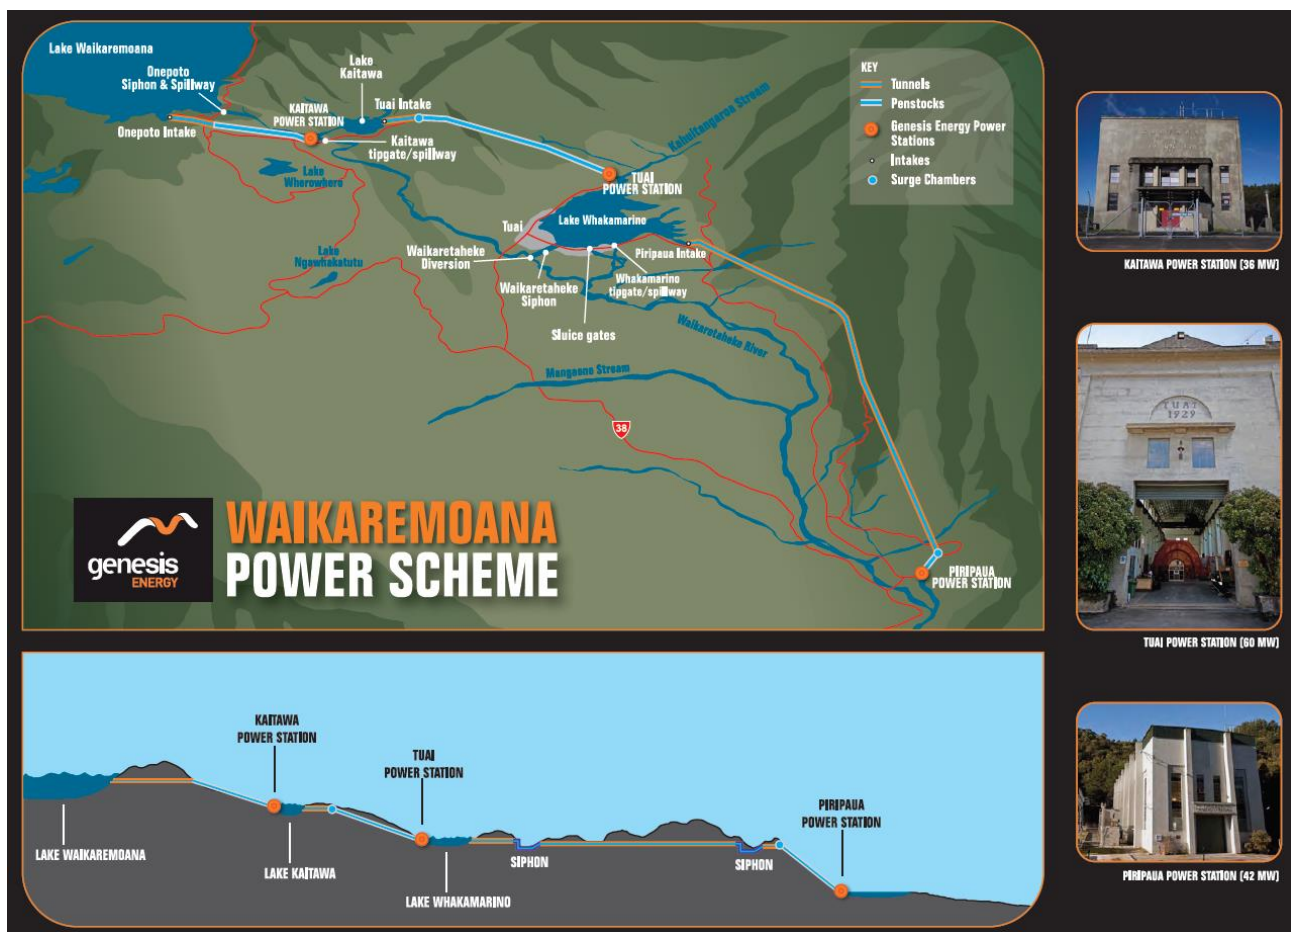 Lake Waikaremoana
Onepoto
Siphon & Spillway
Lake
Kaitawa
Tuai Intake
KAITAWA
POWER STATION
Onepoto Intake
Kaitawa
tipgate/spillway
Lake
Wherowhero
Kahuitangaroa Stream
TUAI
POWER STATION
Tuai
Lake Whakamarino
Waikaretaheke
Diversion
Piripaua Intake
Lake
Ngawhakatutu
Waikaretaheke
Siphon
Whakamarino
tipgate/spillway
Sluice gates
Waikaretaheke River
Mangaone Stream
38
PIRIPAUA
POWER STATION
KEY
Tunnels
Penstocks
Genesis Energy Power
Stations
Intakes
Surge Chambers
genesis
ENERGY
WAIKAREMOANA
POWER SCHEME
KAITAWA
POWER STATION
TUAI
POWER STATION
PIRIPAUA
POWER STATION
LAKE WAIKAREMOANA
LAKE KAITAWA
LAKE WHAKAMARINO
SIPHON
SIPHON
KAITAWA POWER STATION (36 MW)
TUAI
1929
TUAI POWER STATION (60 MW)
PIRIPAUA POWER STATION (42 MW)